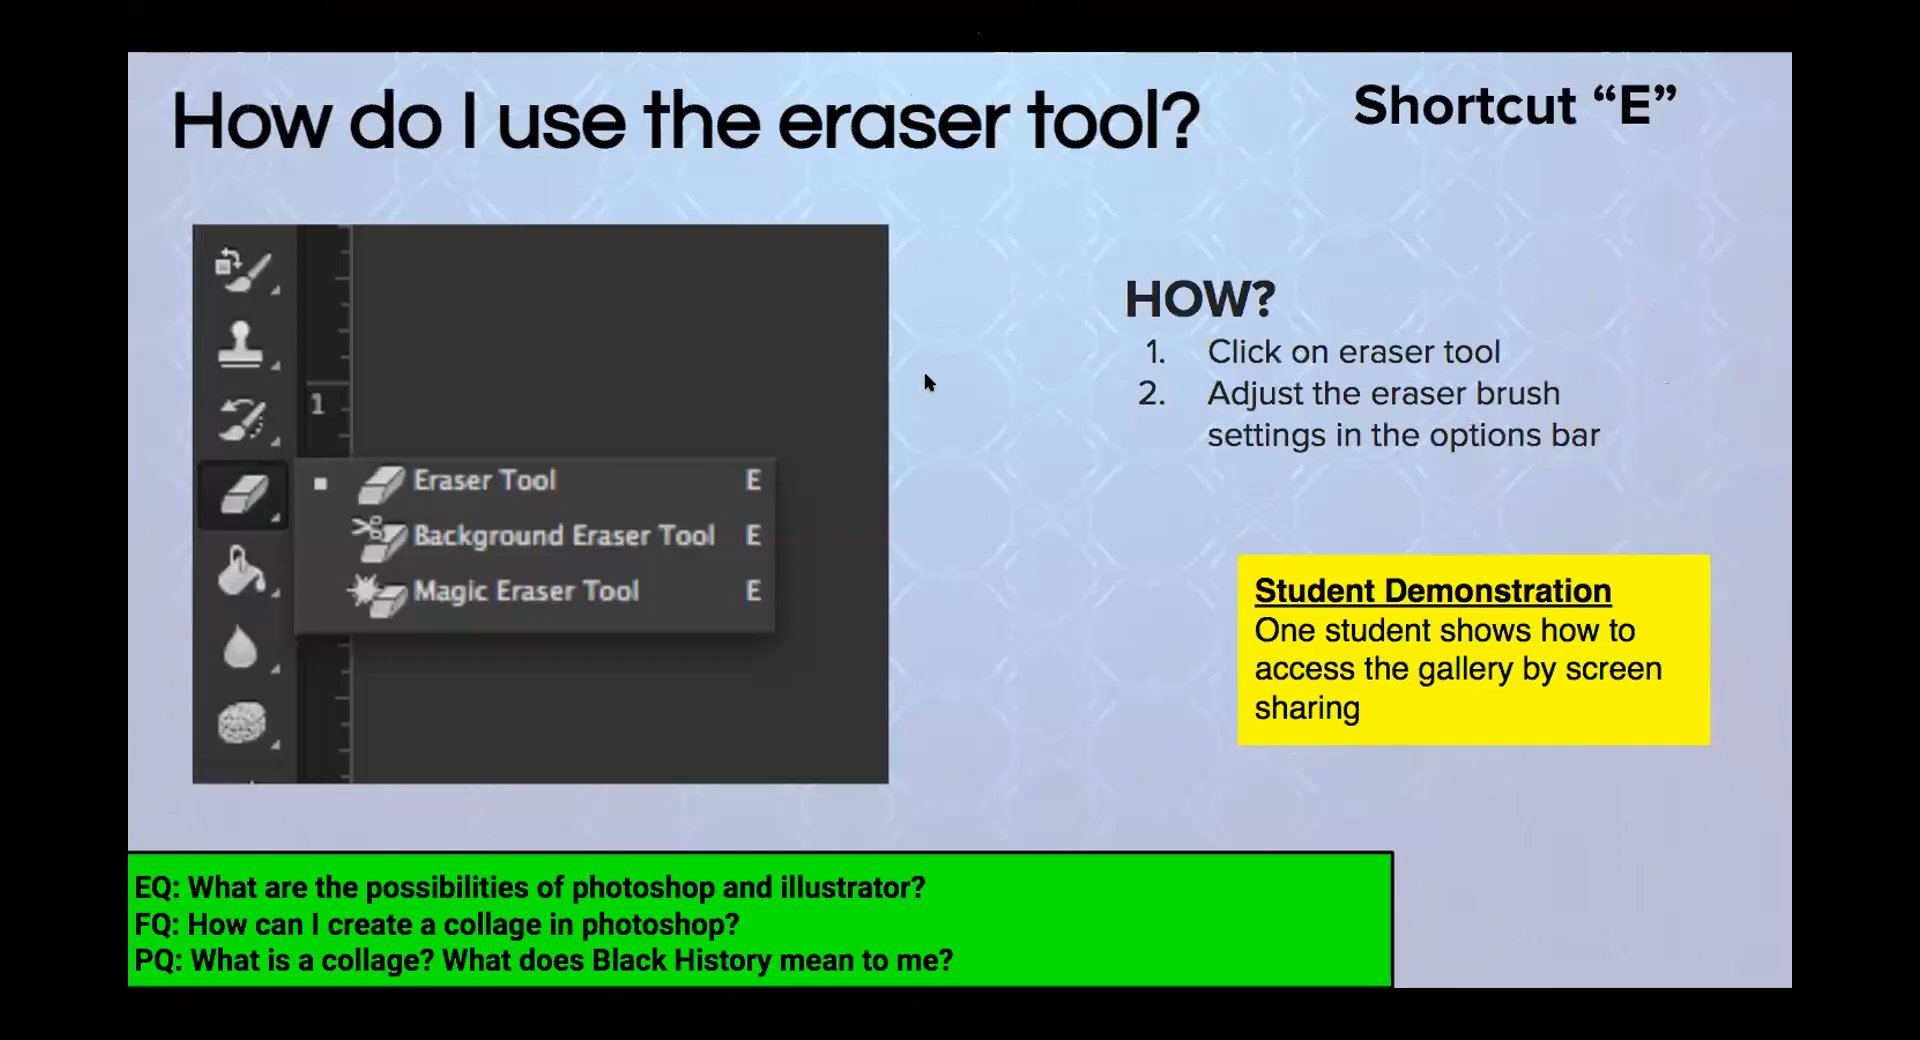 How do I use the eraser tool?
Shortcut “E”
1
Eraser Tool E
Background Eraser Tool E
Magic Eraser Tool E
HOW?
1. Click on eraser tool
2. Adjust the eraser brush
settings in the options bar
Student Demonstration
One student shows how to
access the gallery by screen
sharing
EQ: What are the possibilities of photoshop and illustrator?
FQ: How can I create a collage in photoshop?
PQ: What is a collage? What does Black History mean to me?